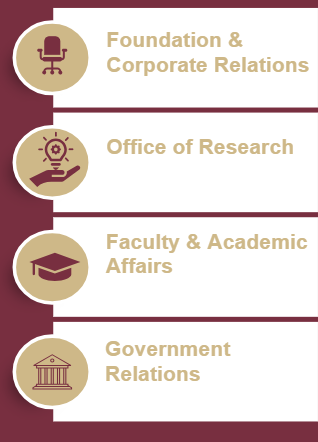 Foundation &
Corporate Relations
Office of Research
Faculty & Academic
Affairs
Government
Relations